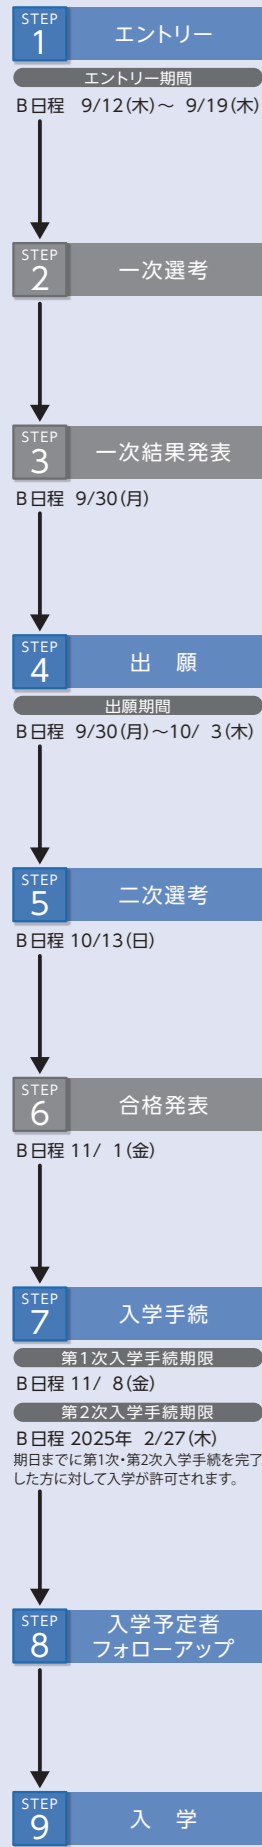 STEP
1
エントリー
エントリー期間
B日程 9/12(木)～ 9/19(木)
STEP
2
一次選考
STEP
3
一次結果発表
B日程 9/30(月)
STEP
4
出　願
出願期間
B日程 9/30(月)～10/ 3(木)
STEP
5
二次選考
B日程 10/13(日)
STEP
6
合格発表
B日程 11/ 1(金)
STEP
7
入学手続
第1次入学手続期限
B日程 11/ 8(金)
第2次入学手続期限
B日程 2025年 2/27(木)
期日までに第1次・第2次入学手続を完了
した方に対して入学が許可されます。
STEP
8
入学予定者
フォローアップ
STEP
9
入　学